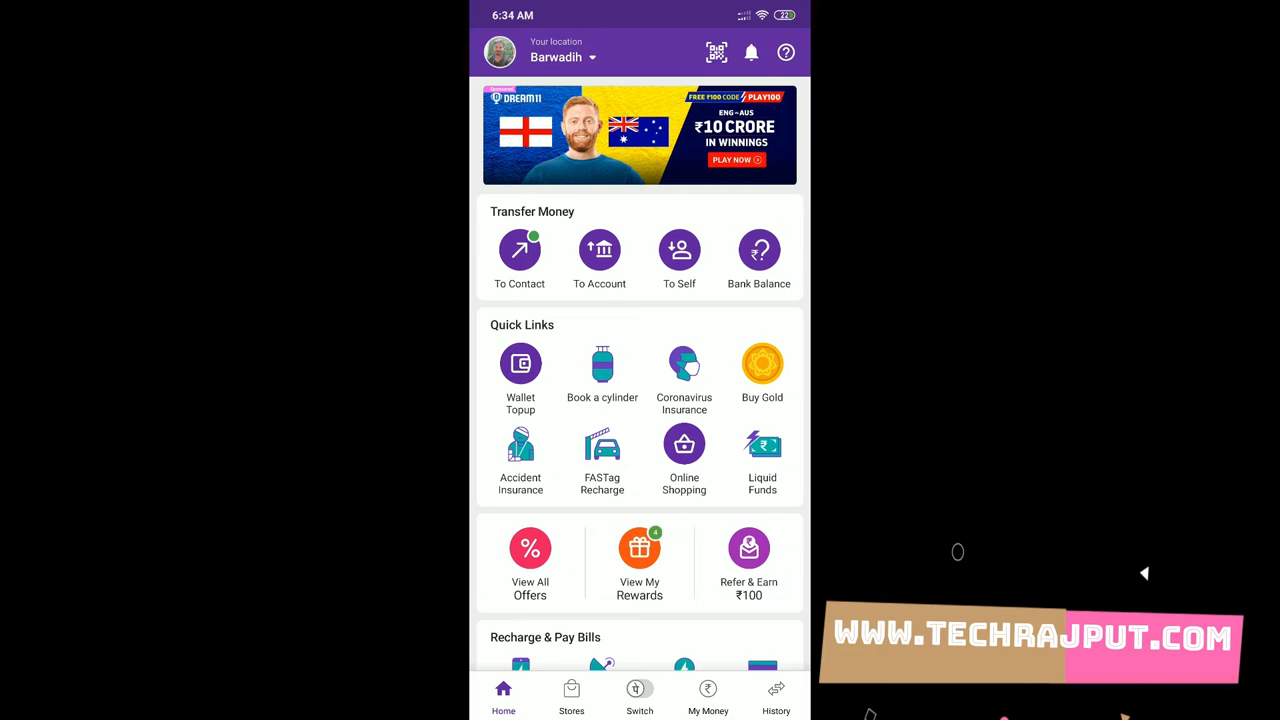 6:34 AM
22
Your location
Barwadih
Sponsored
DREAM11
FREE ₹100 CODE PLAY100
ENG-AUS
₹10 CRORE
IN WINNINGS
PLAY NOW
Transfer Money
To Contact
To Account
To Self
Bank Balance
Quick Links
Wallet
Topup
Book a cylinder
Coronavirus
Insurance
Buy Gold
Accident
Insurance
FASTag
Recharge
Online
Shopping
Liquid
Funds
4
View All
Offers
View My
Rewards
Refer & Earn
₹100
Recharge & Pay Bills
Home
Stores
पे
Switch
My Money
History
WWW.TECHRAJPUT.COM